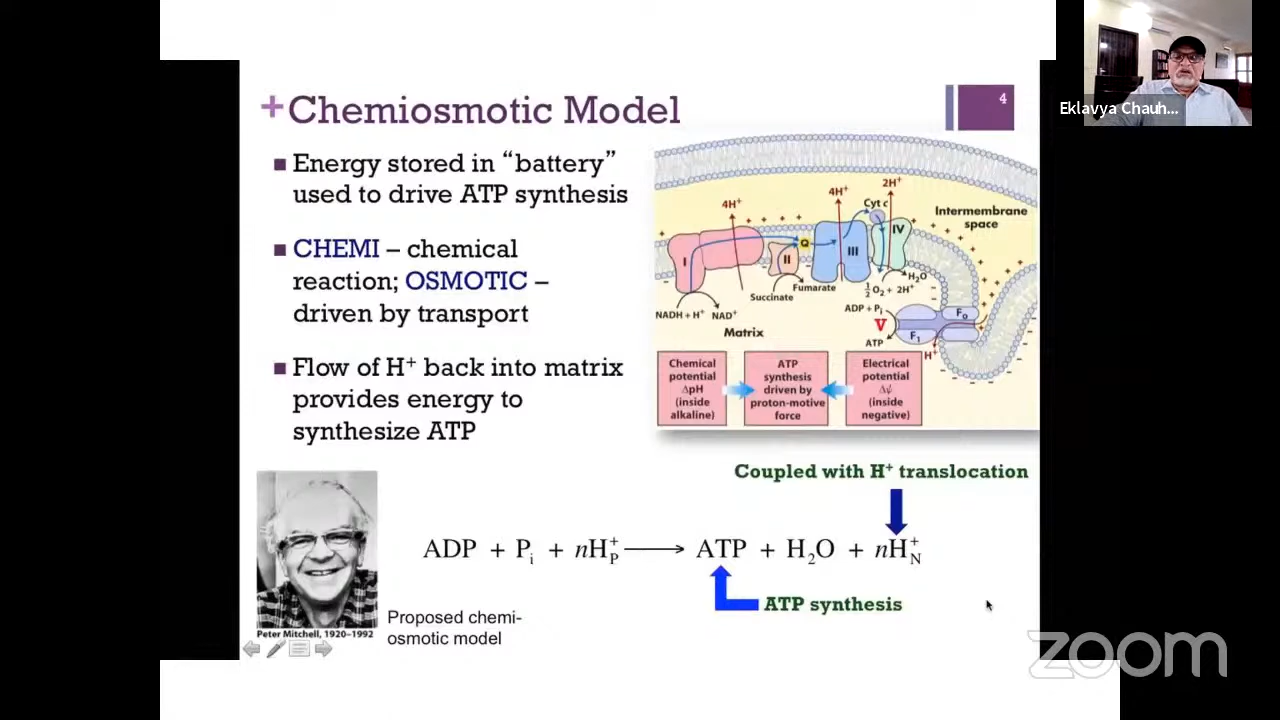 + Chemiosmotic Model
4
Eklavya Chauh...
■ Energy stored in “battery”
used to drive ATP synthesis
■ CHEMI – chemical
reaction; OSMOTIC –
driven by transport
■ Flow of H⁺ back into matrix
provides energy to
synthesize ATP
4H⁺
4H⁺
2H⁺
Cyt c
Intermembrane
space
I
Q
II
III
IV
Succinate
Fumarate
½O₂ + 2H⁺
H₂O
NADH + H⁺
NAD⁺
ADP + Pᵢ
V
ATP
F₁
Fₒ
H⁺
Matrix
Chemical
potential
ΔpH
(inside
alkaline)
ATP
synthesis
driven by
proton-motive
force
Electrical
potential
Δψ
(inside
negative)
Coupled with H⁺ translocation
ADP + Pᵢ + nH⁺P ⟶ ATP + H₂O + nH⁺N
ATP synthesis
Proposed chemi-
osmotic model
Peter Mitchell, 1920–1992
zoom